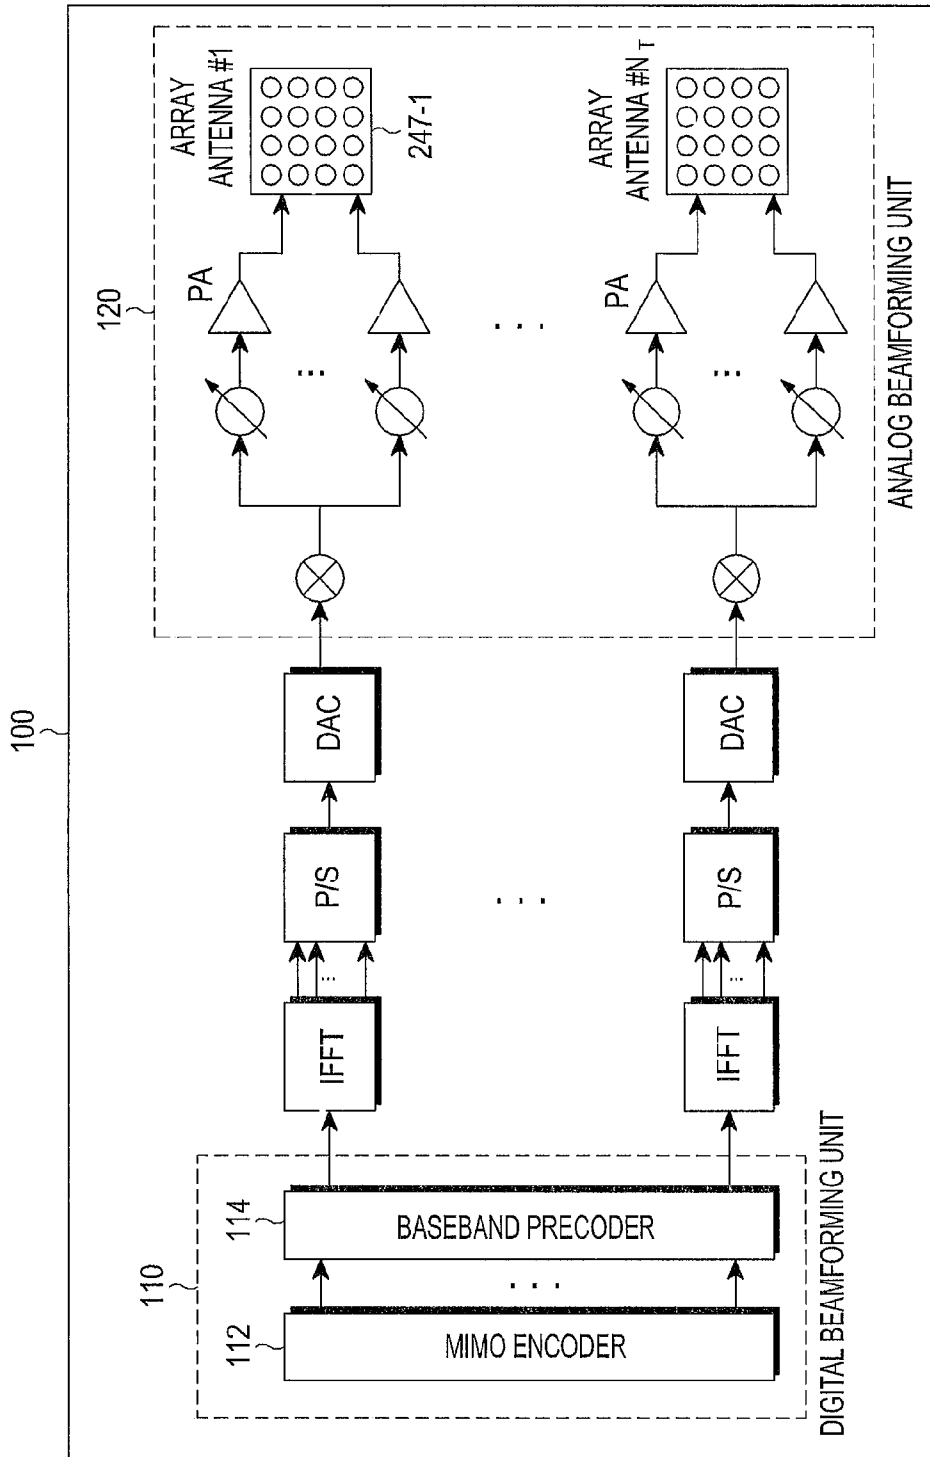 100
110
112
MIMO ENCODER
114
BASEBAND PRECODER
. . .
DIGITAL BEAMFORMING UNIT
IFFT
...
P/S
DAC
. . .
IFFT
...
P/S
DAC
120
PA
...
ARRAY
ANTENNA #1
247-1
. . .
PA
...
ARRAY
ANTENNA #N T
ANALOG BEAMFORMING UNIT